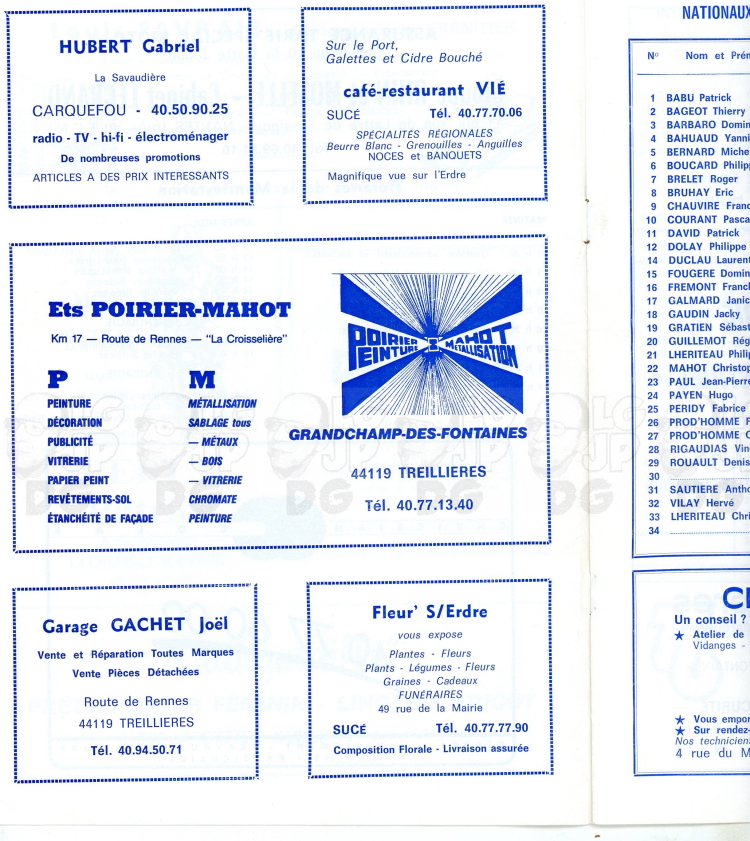 HUBERT Gabriel
La Savaudière
CARQUEFOU - 40.50.90.25
radio - TV - hi-fi - électroménager
De nombreuses promotions
ARTICLES A DES PRIX INTERESSANTS
Sur le Port,
Galettes et Cidre Bouché
café-restaurant VIÉ
SUCÉ Tél. 40.77.70.06
SPÉCIALITÉS RÉGIONALES
Beurre Blanc - Grenouilles - Anguilles
NOCES et BANQUETS
Magnifique vue sur l'Erdre
Ets POIRIER-MAHOT
Km 17 — Route de Rennes — "La Croisselière"
P M
PEINTURE MÉTALLISATION
DÉCORATION SABLAGE tous
PUBLICITÉ — MÉTAUX
VITRERIE — BOIS
PAPIER PEINT — VITRERIE
REVÊTEMENTS-SOL CHROMATE
ÉTANCHÉITÉ DE FAÇADE PEINTURE
POIRIER MAHOT
PEINTURE METALLISATION
GRANDCHAMP-DES-FONTAINES
44119 TREILLIERES
Tél. 40.77.13.40
Garage GACHET Joël
Vente et Réparation Toutes Marques
Vente Pièces Détachées
Route de Rennes
44119 TREILLIERES
Tél. 40.94.50.71
Fleur' S/Erdre
vous expose
Plantes - Fleurs
Plants - Légumes - Fleurs
Graines - Cadeaux
FUNÉRAIRES
49 rue de la Mairie
SUCÉ Tél. 40.77.77.90
Composition Florale - Livraison assurée
NATIONAUX
N° Nom et Pré
1 BABU Patrick
2 BAGEOT Thierry
3 BARBARO Domin
4 BAHUAUD Yanni
5 BERNARD Miche
6 BOUCARD Philip
7 BRELET Roger
8 BRUHAY Eric
9 CHAUVIRE Franc
10 COURANT Pasca
11 DAVID Patrick
12 DOLAY Philippe
14 DUCLAU Laurent
15 FOUGERE Domin
16 FREMONT Franck
17 GALMARD Janic
18 GAUDIN Jacky
19 GRATIEN Sébast
20 GUILLEMOT Rég
21 LHERITEAU Philip
22 MAHOT Christop
23 PAUL Jean-Pierre
24 PAYEN Hugo
25 PERIDY Fabrice
26 PROD'HOMME F
27 PROD'HOMME C
28 RIGAUDIAS Vin
29 ROUAULT Denis
30
31 SAUTIERE Antho
32 VILAY Hervé
33 LHERITEAU Chri
34
Un conseil ?
★ Atelier de
Vidanges -
★ Vous empor
★ Sur rendez-
Nos technicien
4 rue du M
LG JP DG